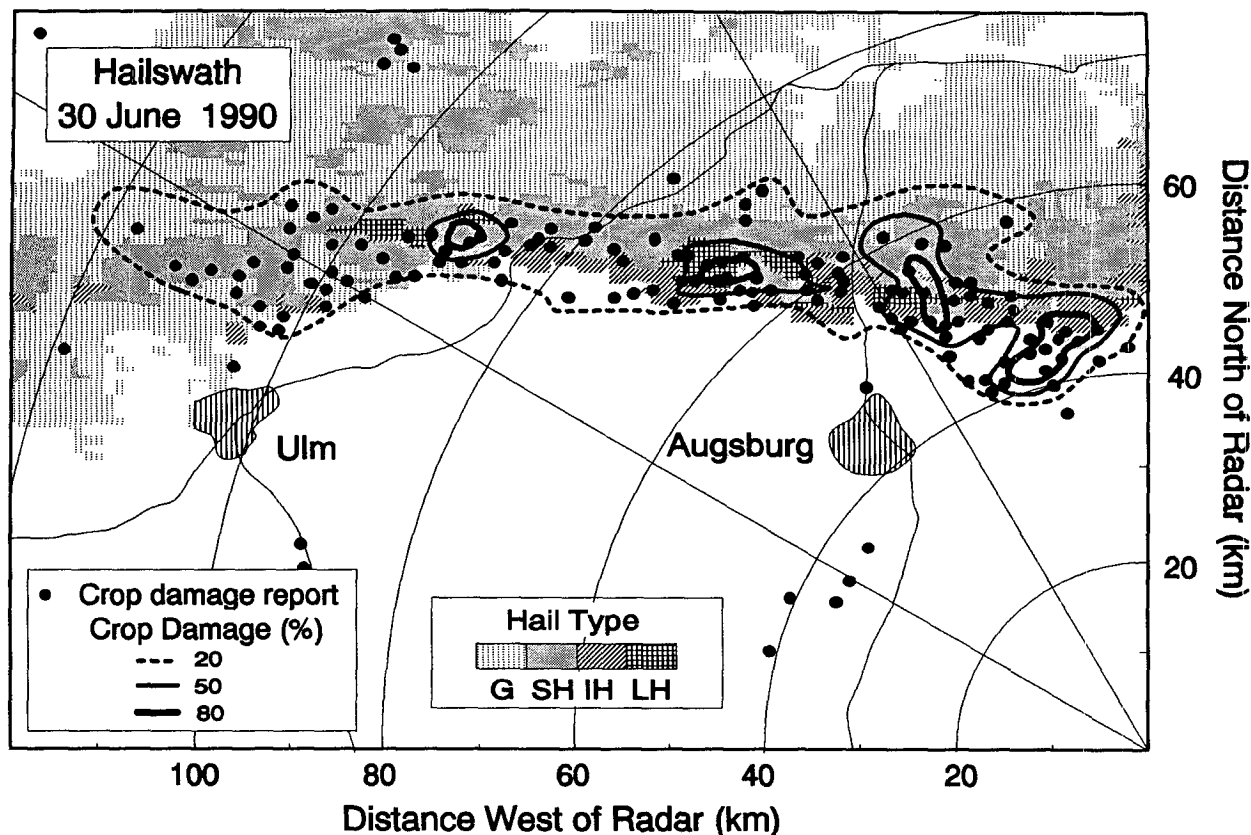 Hailswath
30 June 1990
Ulm
Augsburg
Crop damage report
Crop Damage (%)
20
50
80
Hail Type
G SH IH LH
100 80 60 40 20
Distance West of Radar (km)
60
40
20
Distance North of Radar (km)